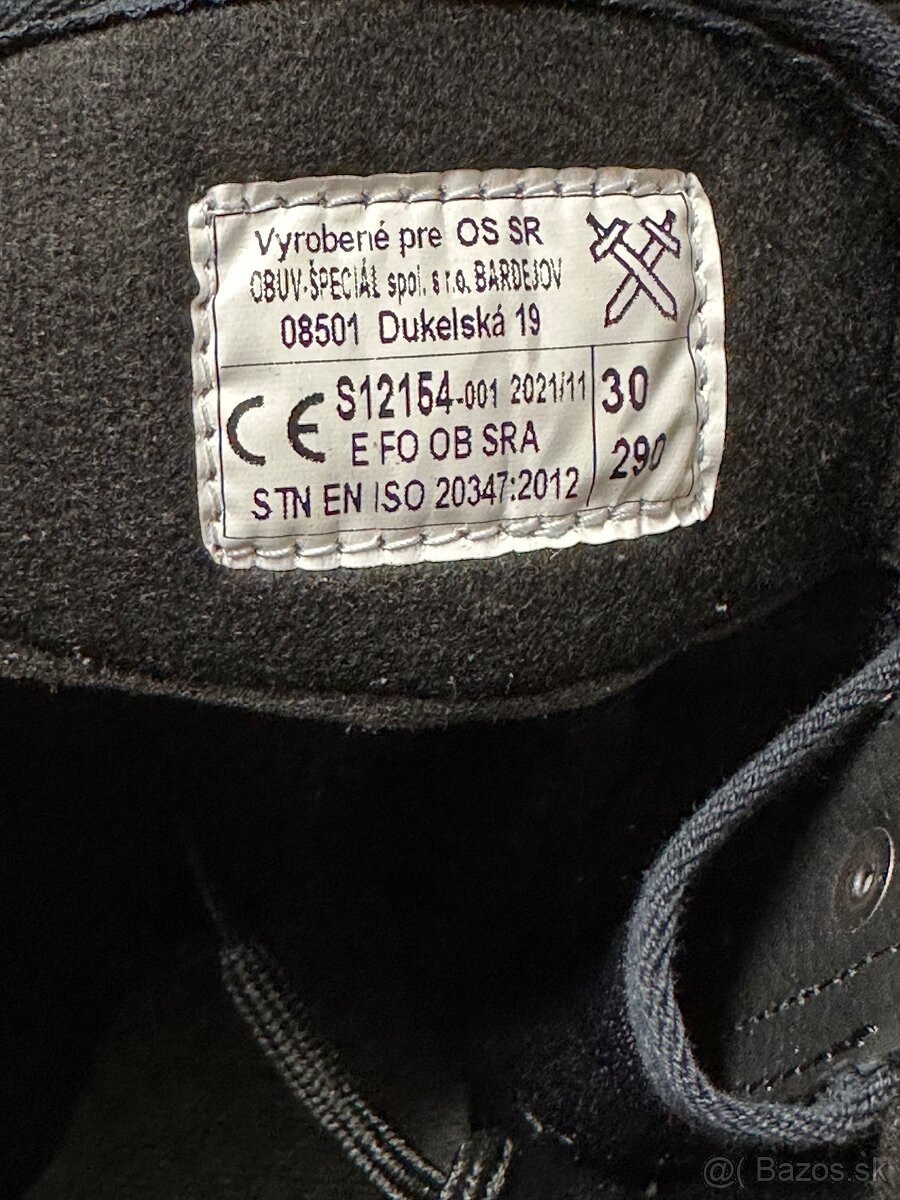 Vyrobené pre OS SR
OBUV-ŠPECIÁL spol. s r.o. BARDEJOV
08501 Dukelská 19
CE S12154-001 2021/11 30
E FO OB SRA 290
STN EN ISO 20347:2012
@( Bazos.sk